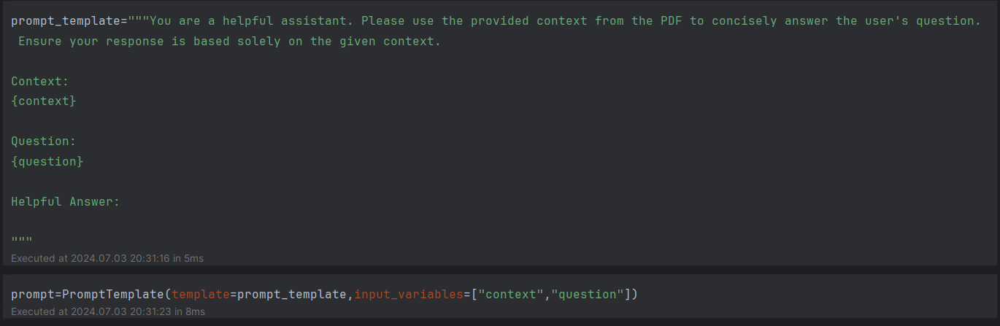 prompt_template="""You are a helpful assistant. Please use the provided context from the PDF to concisely answer the user's question.
 Ensure your response is based solely on the given context.
Context:
{context}
Question:
{question}
Helpful Answer:
"""
Executed at 2024.07.03 20:31:16 in 5ms
prompt=PromptTemplate(template=prompt_template,input_variables=["context","question"])
Executed at 2024.07.03 20:31:23 in 8ms